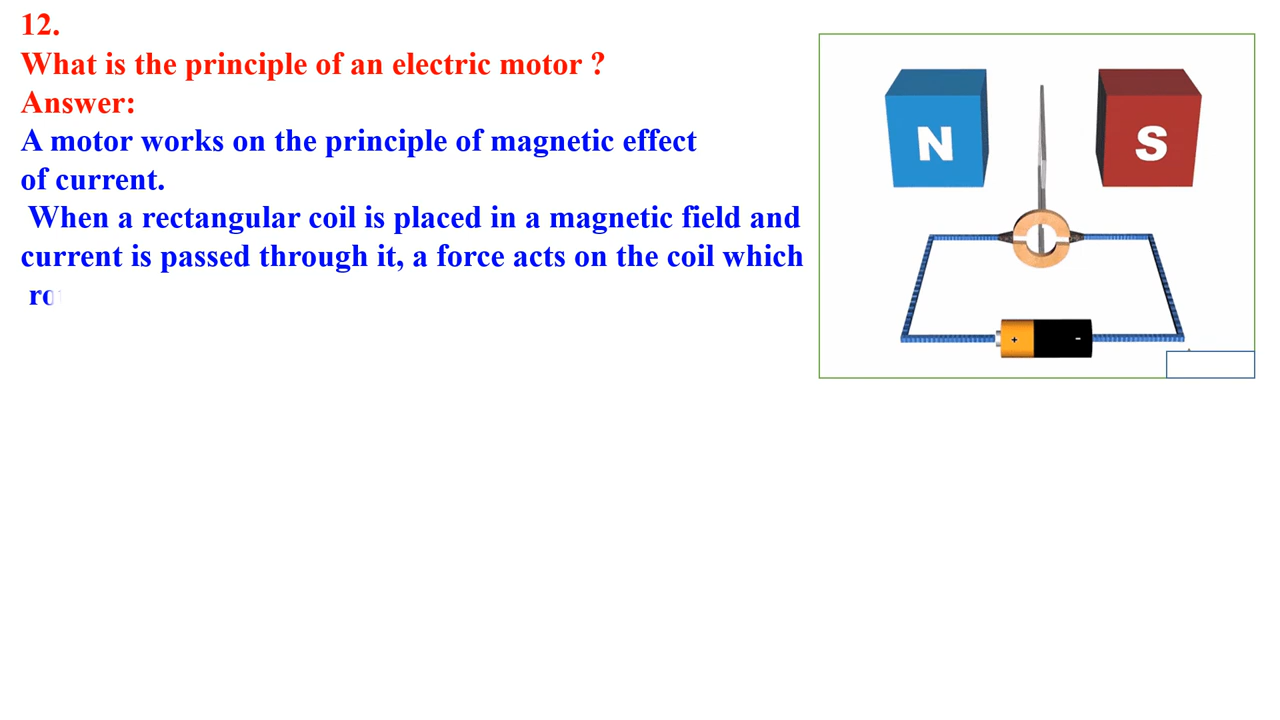 12.
What is the principle of an electric motor ?
Answer:
A motor works on the principle of magnetic effect
of current.
When a rectangular coil is placed in a magnetic field and
current is passed through it, a force acts on the coil which
N
S
+
-